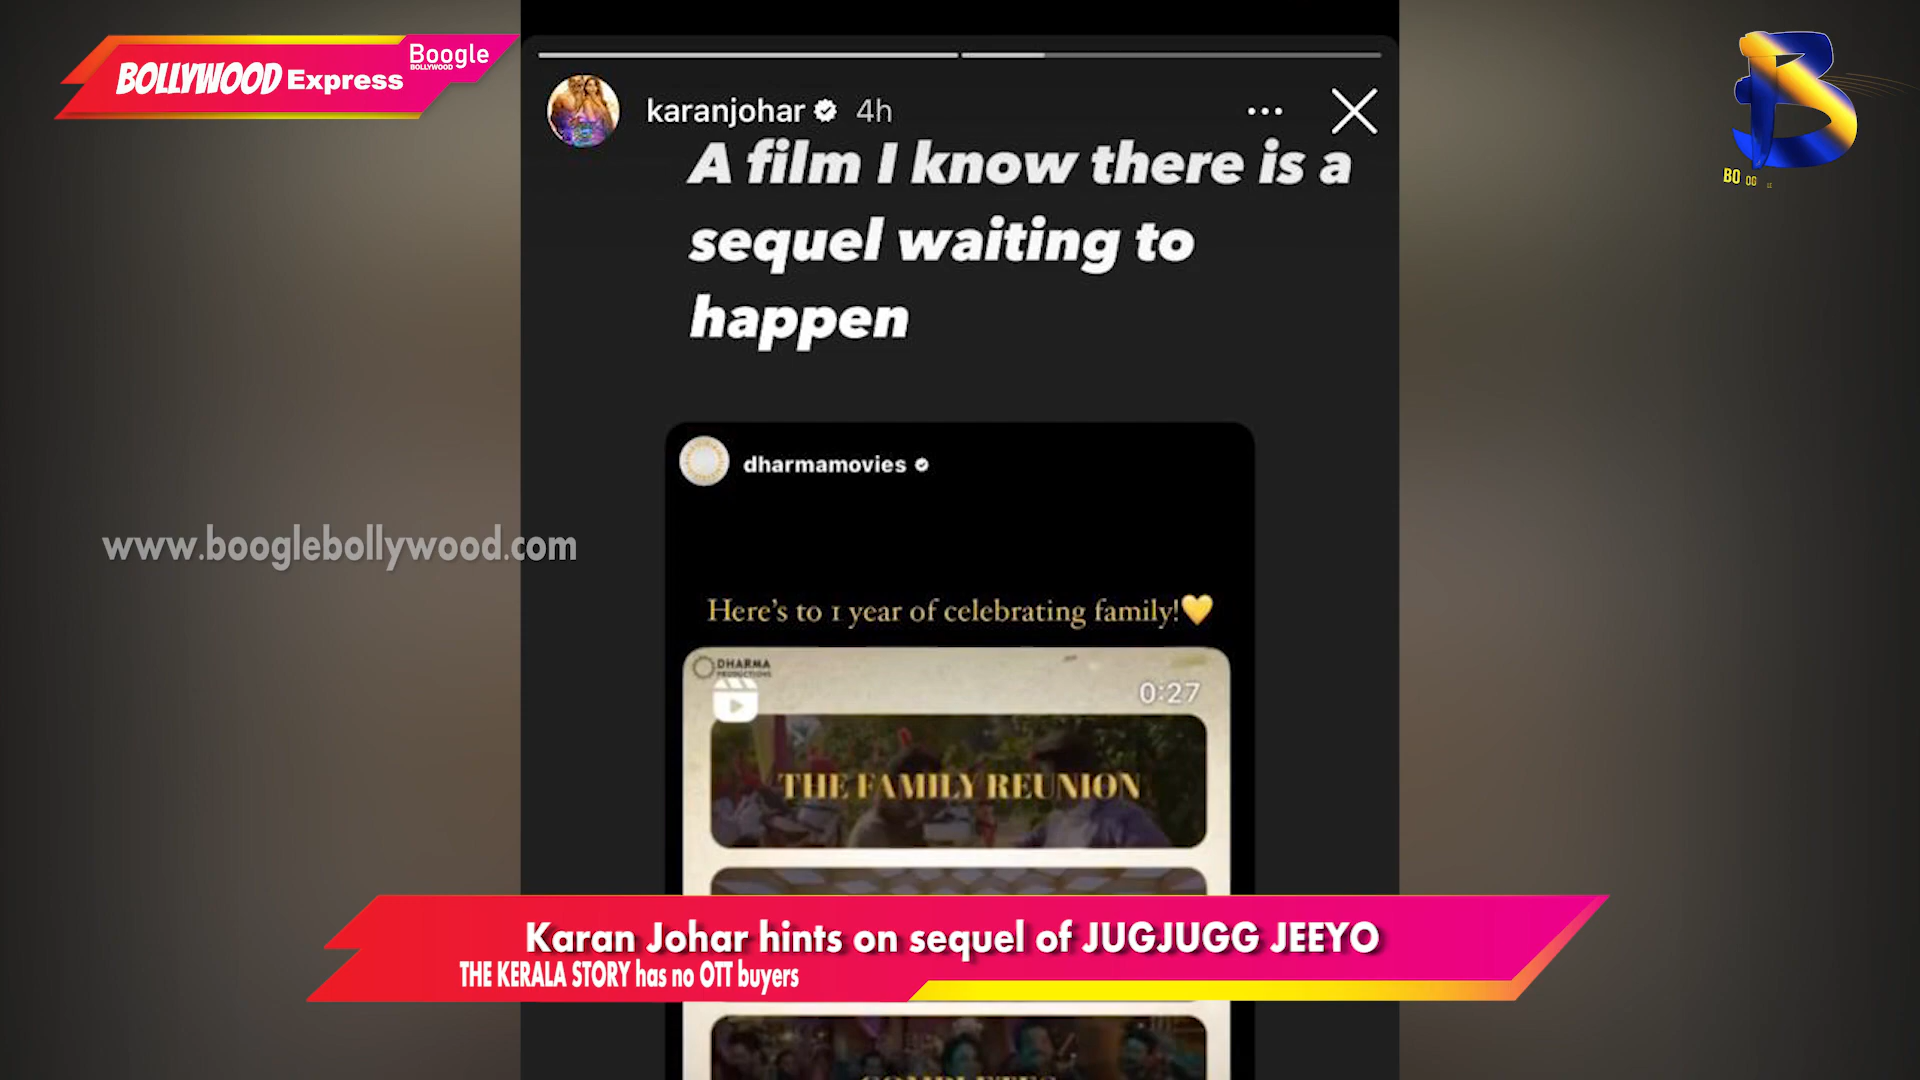 BOLLYWOOD Express
Boogle
BOLLYWOOD
karanjohar 4h
A film I know there is a
sequel waiting to
happen
dharmamovies
www.booglebollywood.com
Here's to 1 year of celebrating family!💛
DHARMA
PRODUCTIONS
0:27
THE FAMILY REUNION
Karan Johar hints on sequel of JUGJUGG JEEYO
THE KERALA STORY has no OTT buyers